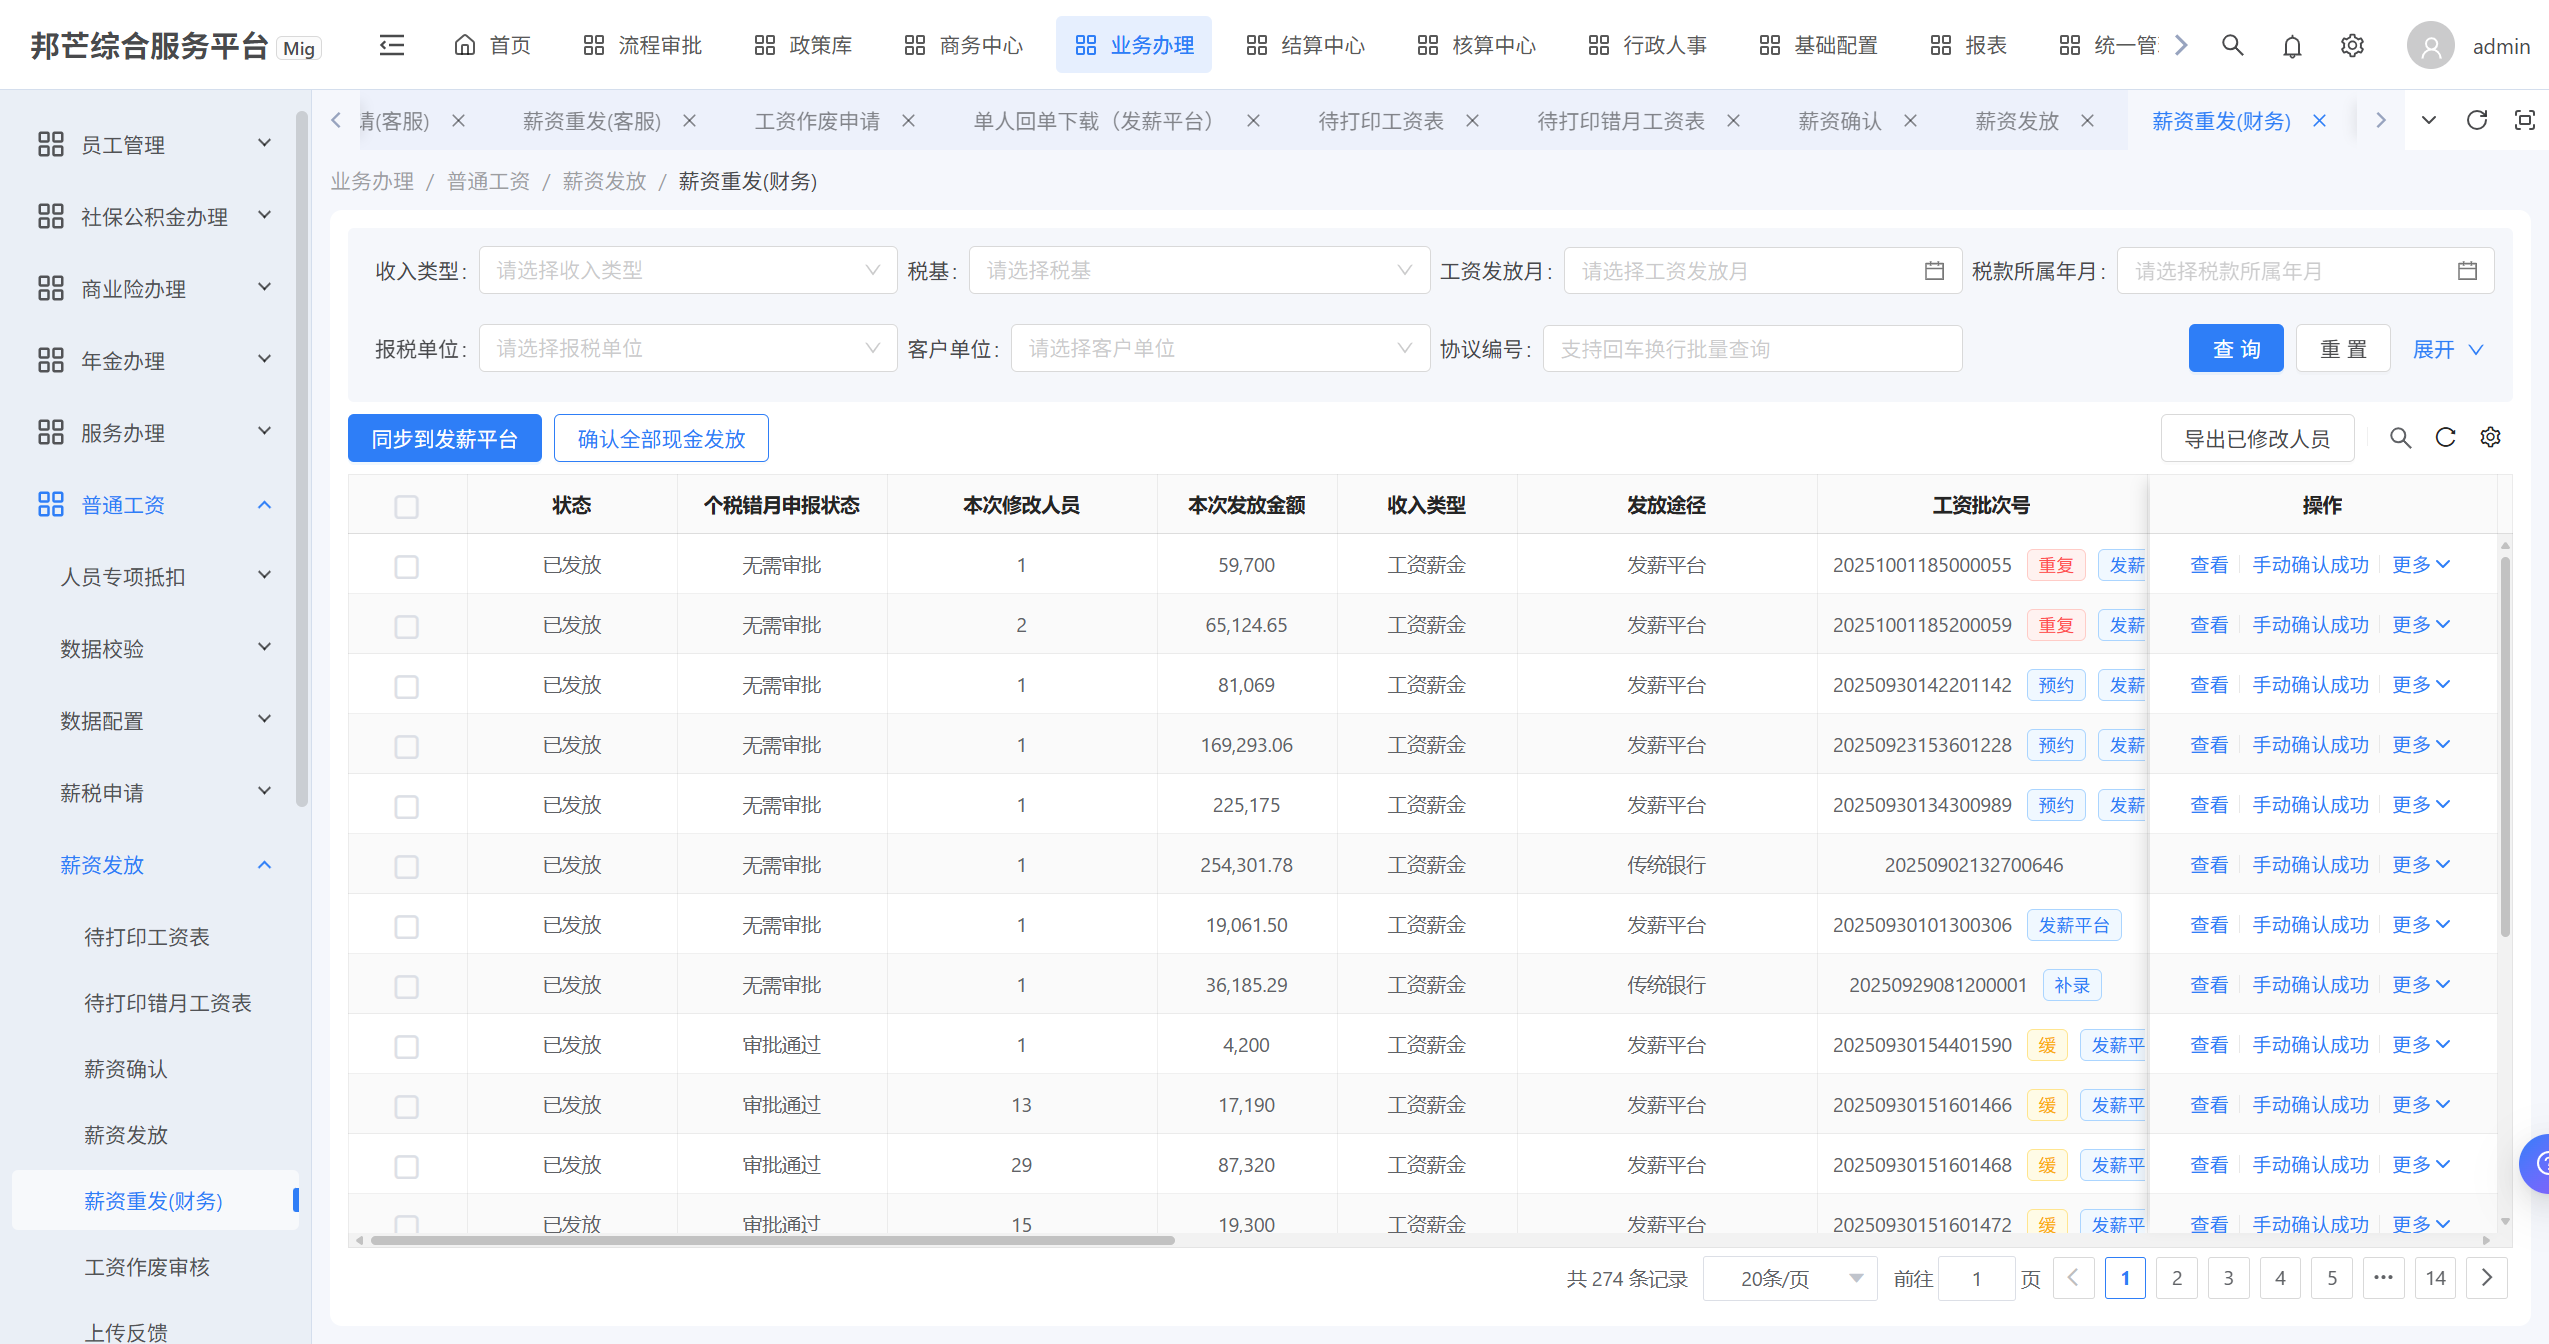 邦芒综合服务平台 Mig 首页 流程审批 政策库 商务中心 业务办理 结算中心 核算中心 行政人事 基础配置 报表 统一管 admin
请(客服) 薪资重发(客服) 工资作废申请 单人回单下载（发薪平台） 待打印工资表 待打印错月工资表 薪资确认 薪资发放 薪资重发(财务)
业务办理 / 普通工资 / 薪资发放 / 薪资重发(财务)
员工管理
社保公积金办理
商业险办理
年金办理
服务办理
普通工资
人员专项抵扣
数据校验
数据配置
薪税申请
薪资发放
待打印工资表
待打印错月工资表
薪资确认
薪资发放
薪资重发(财务)
工资作废审核
上传反馈
收入类型: 请选择收入类型 税基: 请选择税基 工资发放月: 请选择工资发放月 税款所属年月: 请选择税款所属年月
报税单位: 请选择报税单位 客户单位: 请选择客户单位 协议编号: 支持回车换行批量查询 查 询 重 置 展开
同步到发薪平台 确认全部现金发放 导出已修改人员
状态 个税错月申报状态 本次修改人员 本次发放金额 收入类型 发放途径 工资批次号 操作
已发放 无需审批 1 59,700 工资薪金 发薪平台 20251001185000055 重复 发薪 查看 手动确认成功 更多
已发放 无需审批 2 65,124.65 工资薪金 发薪平台 20251001185200059 重复 发薪 查看 手动确认成功 更多
已发放 无需审批 1 81,069 工资薪金 发薪平台 20250930142201142 预约 发薪 查看 手动确认成功 更多
已发放 无需审批 1 169,293.06 工资薪金 发薪平台 20250923153601228 预约 发薪 查看 手动确认成功 更多
已发放 无需审批 1 225,175 工资薪金 发薪平台 20250930134300989 预约 发薪 查看 手动确认成功 更多
已发放 无需审批 1 254,301.78 工资薪金 传统银行 20250902132700646 查看 手动确认成功 更多
已发放 无需审批 1 19,061.50 工资薪金 发薪平台 20250930101300306 发薪平台 查看 手动确认成功 更多
已发放 无需审批 1 36,185.29 工资薪金 传统银行 20250929081200001 补录 查看 手动确认成功 更多
已发放 审批通过 1 4,200 工资薪金 发薪平台 20250930154401590 缓 发薪平 查看 手动确认成功 更多
已发放 审批通过 13 17,190 工资薪金 发薪平台 20250930151601466 缓 发薪平 查看 手动确认成功 更多
已发放 审批通过 29 87,320 工资薪金 发薪平台 20250930151601468 缓 发薪平 查看 手动确认成功 更多
已发放 审批通过 15 19,300 工资薪金 发薪平台 20250930151601472 缓 发薪平 查看 手动确认成功 更多
共 274 条记录 20条/页 前往 1 页 1 2 3 4 5 ••• 14